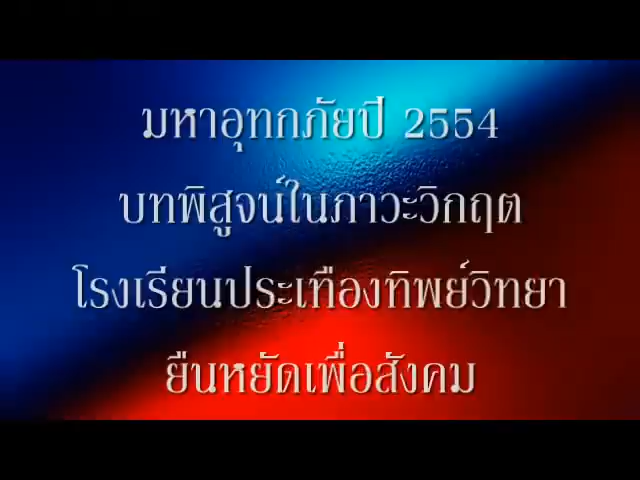 มหาอุทกภัยปี 2554
บทพิสูจน์ในภาวะวิกฤต
โรงเรียนประเทืองทิพย์วิทยา
ยืนหยัดเพื่อสังคม